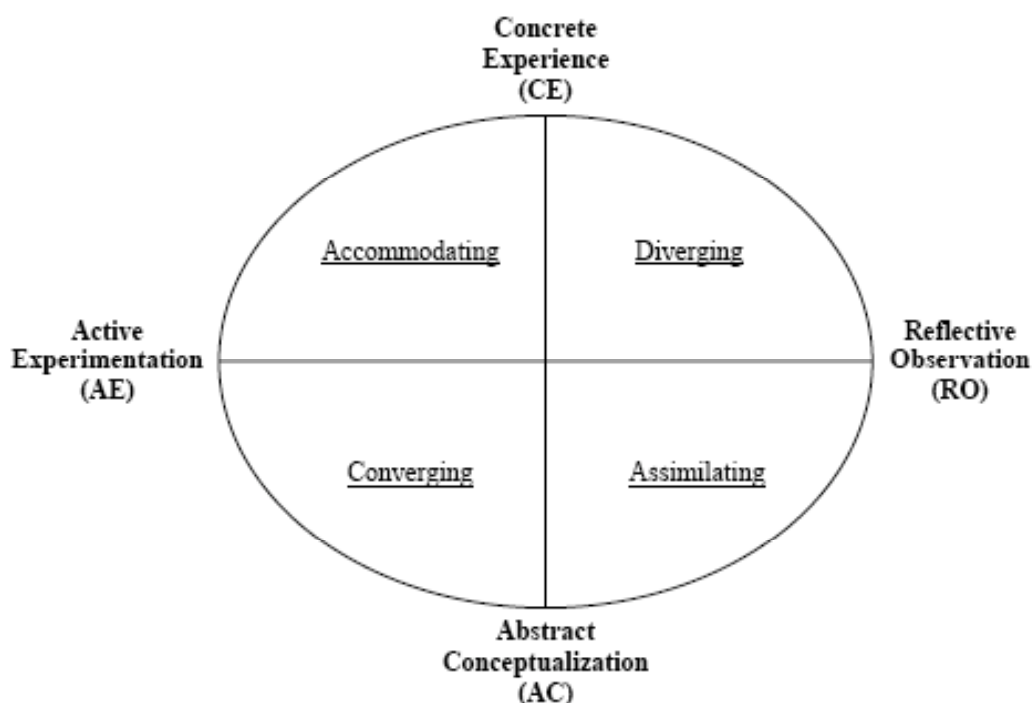 Concrete
Experience
(CE)
Accommodating
Diverging
Active
Experimentation
(AE)
Reflective
Observation
(RO)
Converging
Assimilating
Abstract
Conceptualization
(AC)